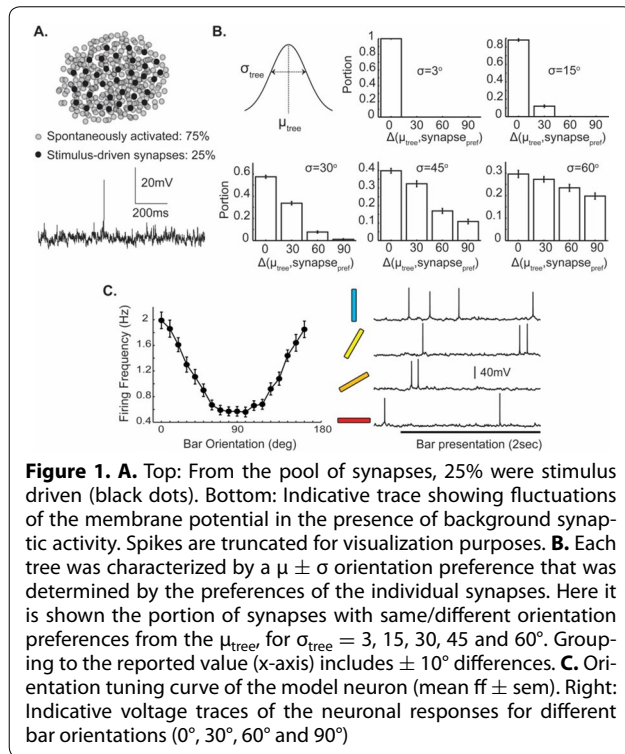 A.
Spontaneously activated: 75%
Stimulus-driven synapses: 25%
20mV
200ms
B.
σtree
μtree
Portion
1
0.8
0.6
0.4
0.2
0
σ=3°
0 30 60 90
Δ(μtree,synapsepref)
0.8
0.6
0.4
0.2
0
σ=15°
0 30 60 90
Δ(μtree,synapsepref)
Portion
0.6
0.4
0.2
0
σ=30°
0 30 60 90
Δ(μtree,synapsepref)
0.4
0.3
0.2
0.1
0
σ=45°
0 30 60 90
Δ(μtree,synapsepref)
0.3
0.2
0.1
0
σ=60°
0 30 60 90
Δ(μtree,synapsepref)
C.
Firing Frequency (Hz)
2
1.6
1.2
0.8
0.4
0 90 180
Bar Orientation (deg)
40mV
Bar presentation (2sec)
Figure 1. A. Top: From the pool of synapses, 25% were stimulus
driven (black dots). Bottom: Indicative trace showing fluctuations
of the membrane potential in the presence of background synap-
tic activity. Spikes are truncated for visualization purposes. B. Each
tree was characterized by a μ ± σ orientation preference that was
determined by the preferences of the individual synapses. Here it
is shown the portion of synapses with same/different orientation
preferences from the μtree, for σtree = 3, 15, 30, 45 and 60°. Group-
ing to the reported value (x-axis) includes ± 10° differences. C. Ori-
entation tuning curve of the model neuron (mean ff ± sem). Right:
Indicative voltage traces of the neuronal responses for different
bar orientations (0°, 30°, 60° and 90°)